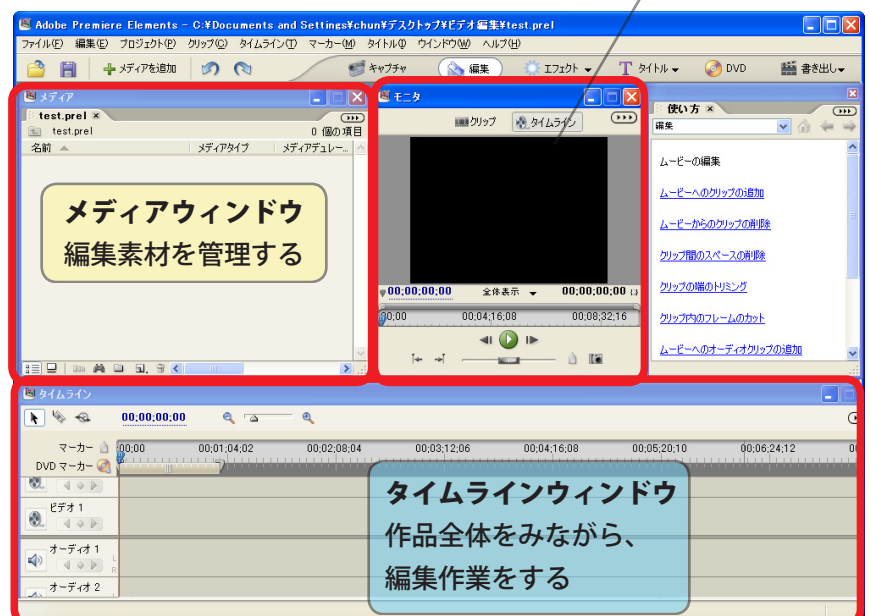 Adobe Premiere Elements - C:¥Documents and Settings¥chun¥デスクトップ¥ビデオ編集¥test.prel
ファイル(F) 編集(E) プロジェクト(P) クリップ(C) タイムライン(T) マーカー(M) タイトル(I) ウインドウ(W) ヘルプ(H)
メディアを追加 キャプチャ 編集 エフェクト タイトル DVD 書き出し
メディア
test.prel ×
test.prel 0 個の項目
名前 メディアタイプ メディアデュレー...
メディアウィンドウ
編集素材を管理する
モニタ
クリップ タイムライン
00;00;00;00 全体表示 00;00;00;00
00;00 00;04;16;08 00;08;32;16
使い方 ×
編集
ムービーの編集
ムービーへのクリップの追加
ムービーからのクリップの削除
クリップ間のスペースの削除
クリップの端のトリミング
クリップ内のフレームのカット
ムービーへのオーディオクリップの追加
タイムライン
00;00;00;00
マーカー 00;00 00;01;04;02 00;02;08;04 00;03;12;06 00;04;16;08 00;05;20;10 00;06;24;12
DVD マーカー
ビデオ 1
オーディオ 1
L
R
オーディオ 2
タイムラインウィンドウ
作品全体をみながら、
編集作業をする